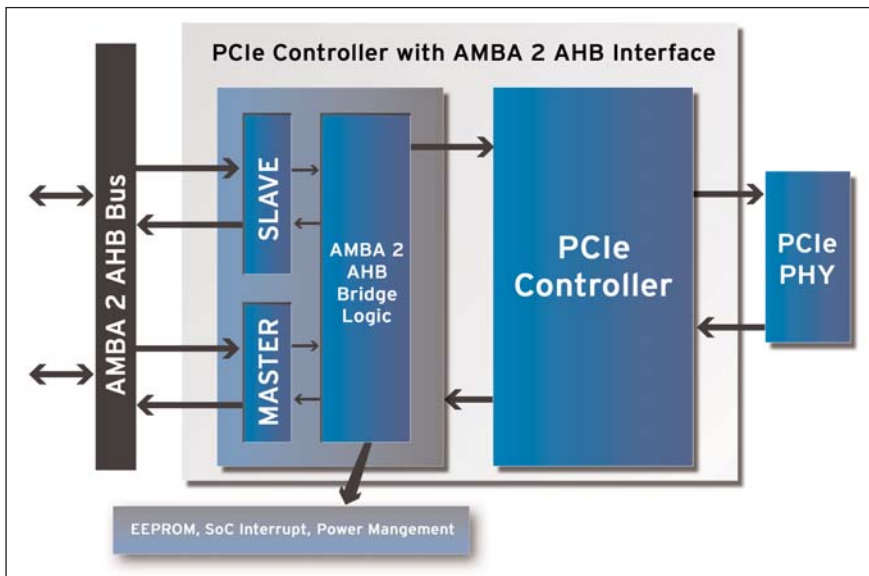 PCIe Controller with AMBA 2 AHB Interface
AMBA 2 AHB Bus
SLAVE
MASTER
AMBA 2
AHB
Bridge
Logic
PCIe
Controller
PCIe
PHY
EEPROM, SoC Interrupt, Power Mangement